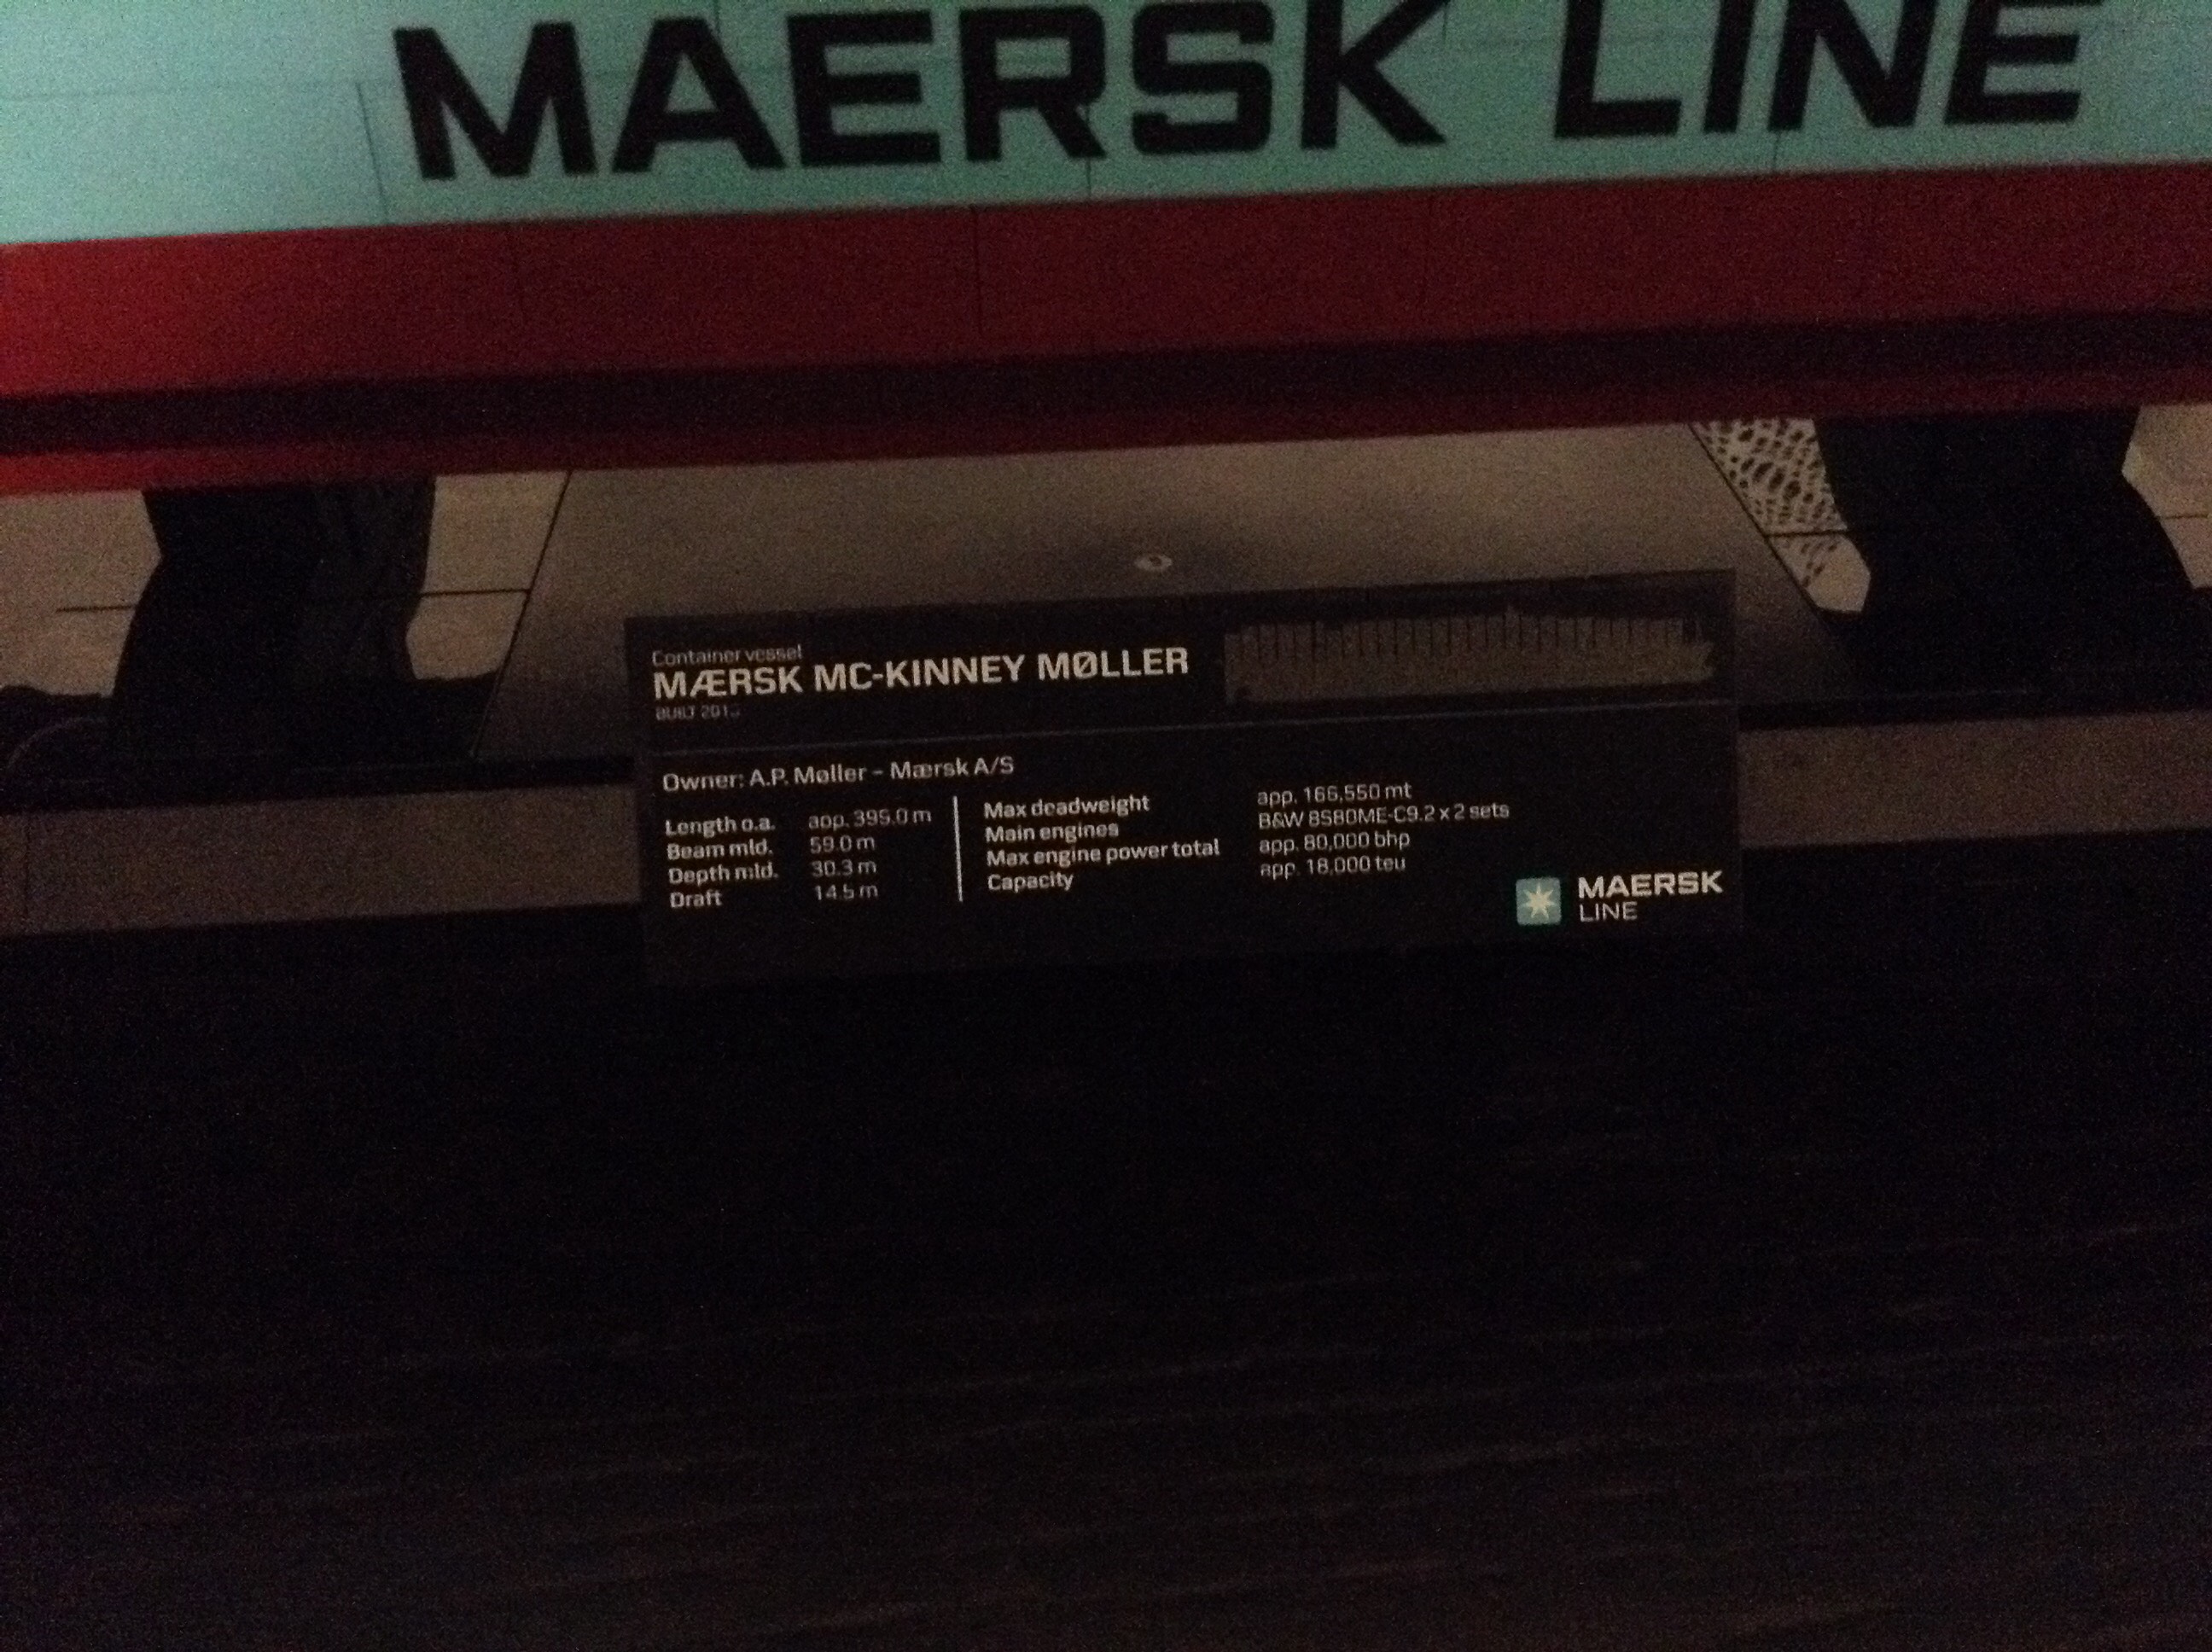 MAERSK LINE
Container vessel
MÆRSK MC-KINNEY MØLLER
BUILT
Owner: A.P. Møller - Mærsk A/S
Length o.a. app. 395.0 m
Beam mld. 59.0 m
Depth mld. 30.3 m
Draft 14.5 m
Max deadweight app. 166,550 mt
Main engines B&W 8S80ME-C9.2 x 2 sets
Max engine power total app. 80,000 bhp
Capacity app. 18,000 teu
MAERSK
LINE